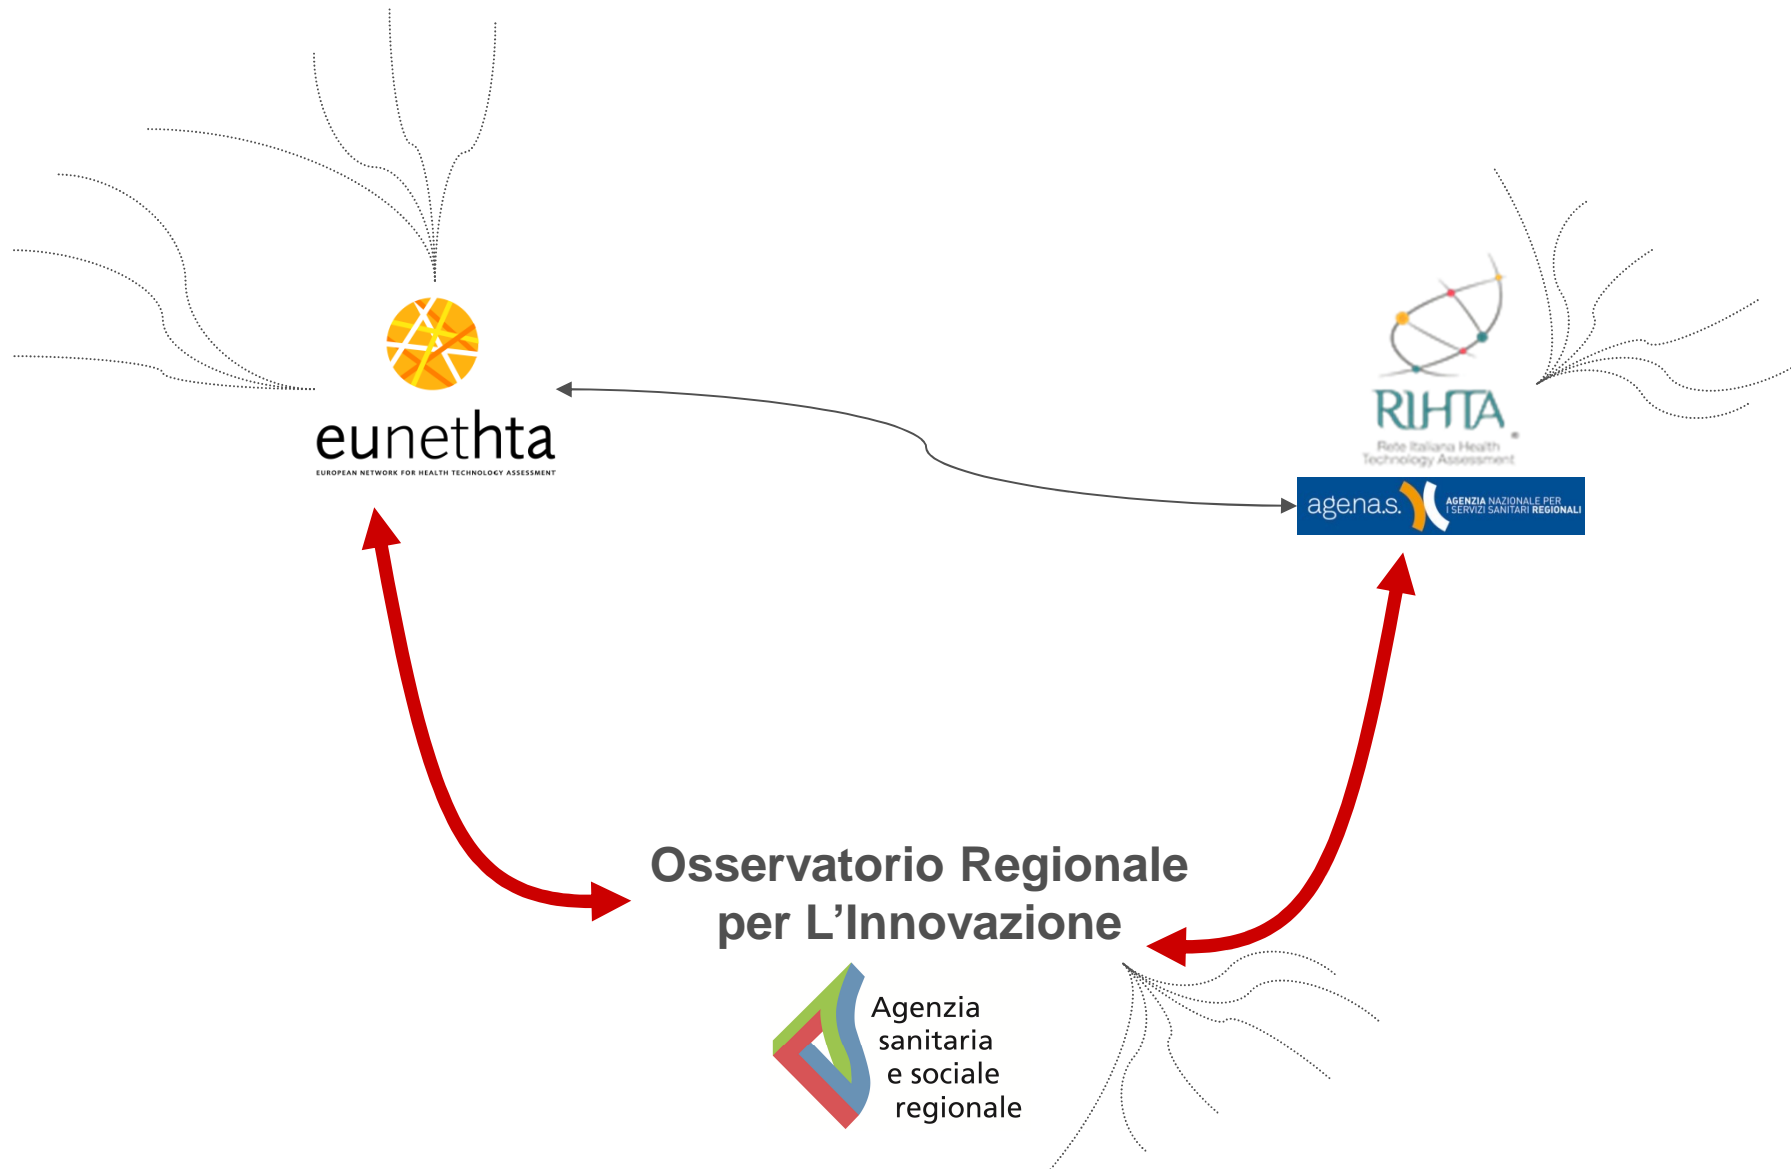 eunethta
EUROPEAN NETWORK FOR HEALTH TECHNOLOGY ASSESSMENT
RIHTA
®
Rete Italiana Health
Technology Assessment
age.na.s.
AGENZIA NAZIONALE PER
I SERVIZI SANITARI REGIONALI
Osservatorio Regionale
per L’Innovazione
Agenzia
sanitaria
e sociale
regionale